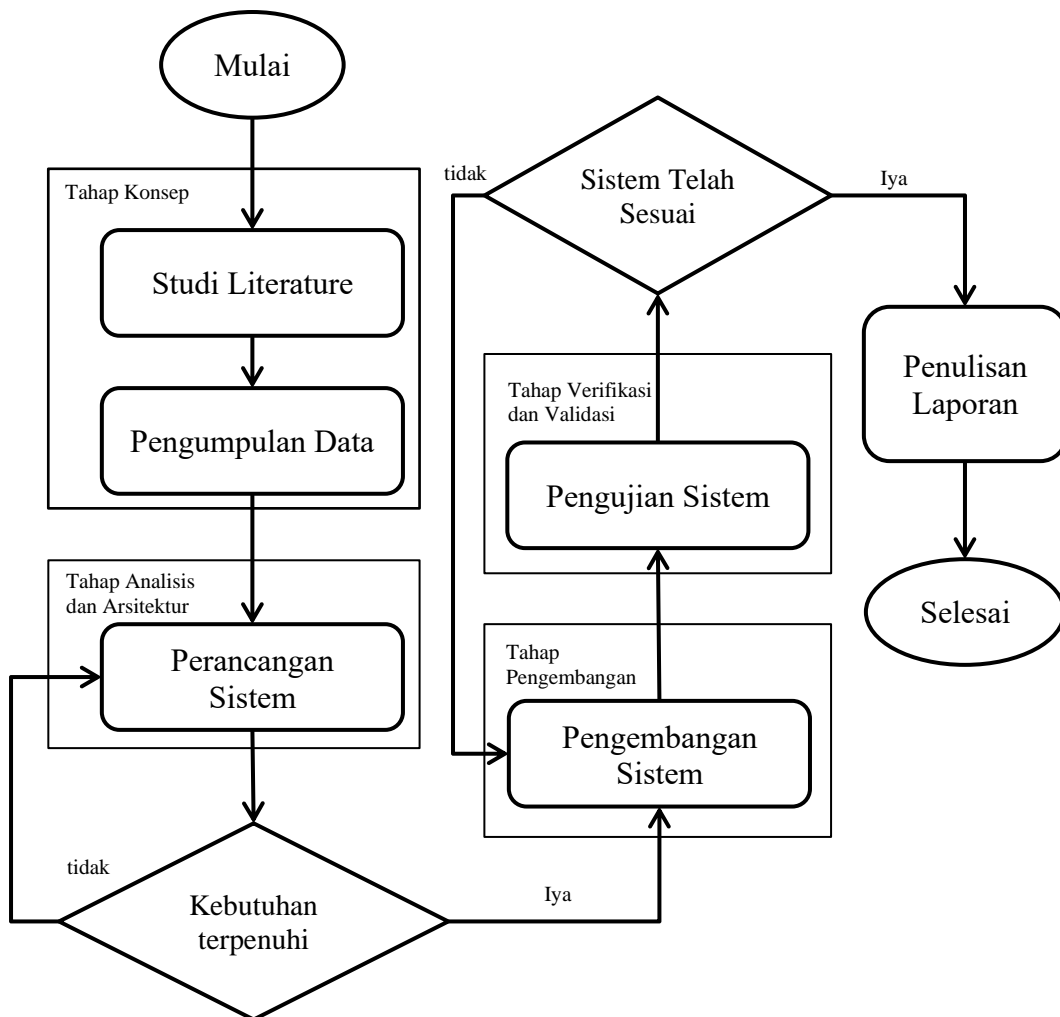 Mulai
Tahap Konsep
Studi Literature
Pengumpulan Data
Tahap Analisis
dan Arsitektur
Perancangan
Sistem
tidak
Kebutuhan
terpenuhi
Iya
Tahap
Pengembangan
Pengembangan
Sistem
Tahap Verifikasi
dan Validasi
Pengujian Sistem
tidak
Sistem Telah
Sesuai
Iya
Penulisan
Laporan
Selesai